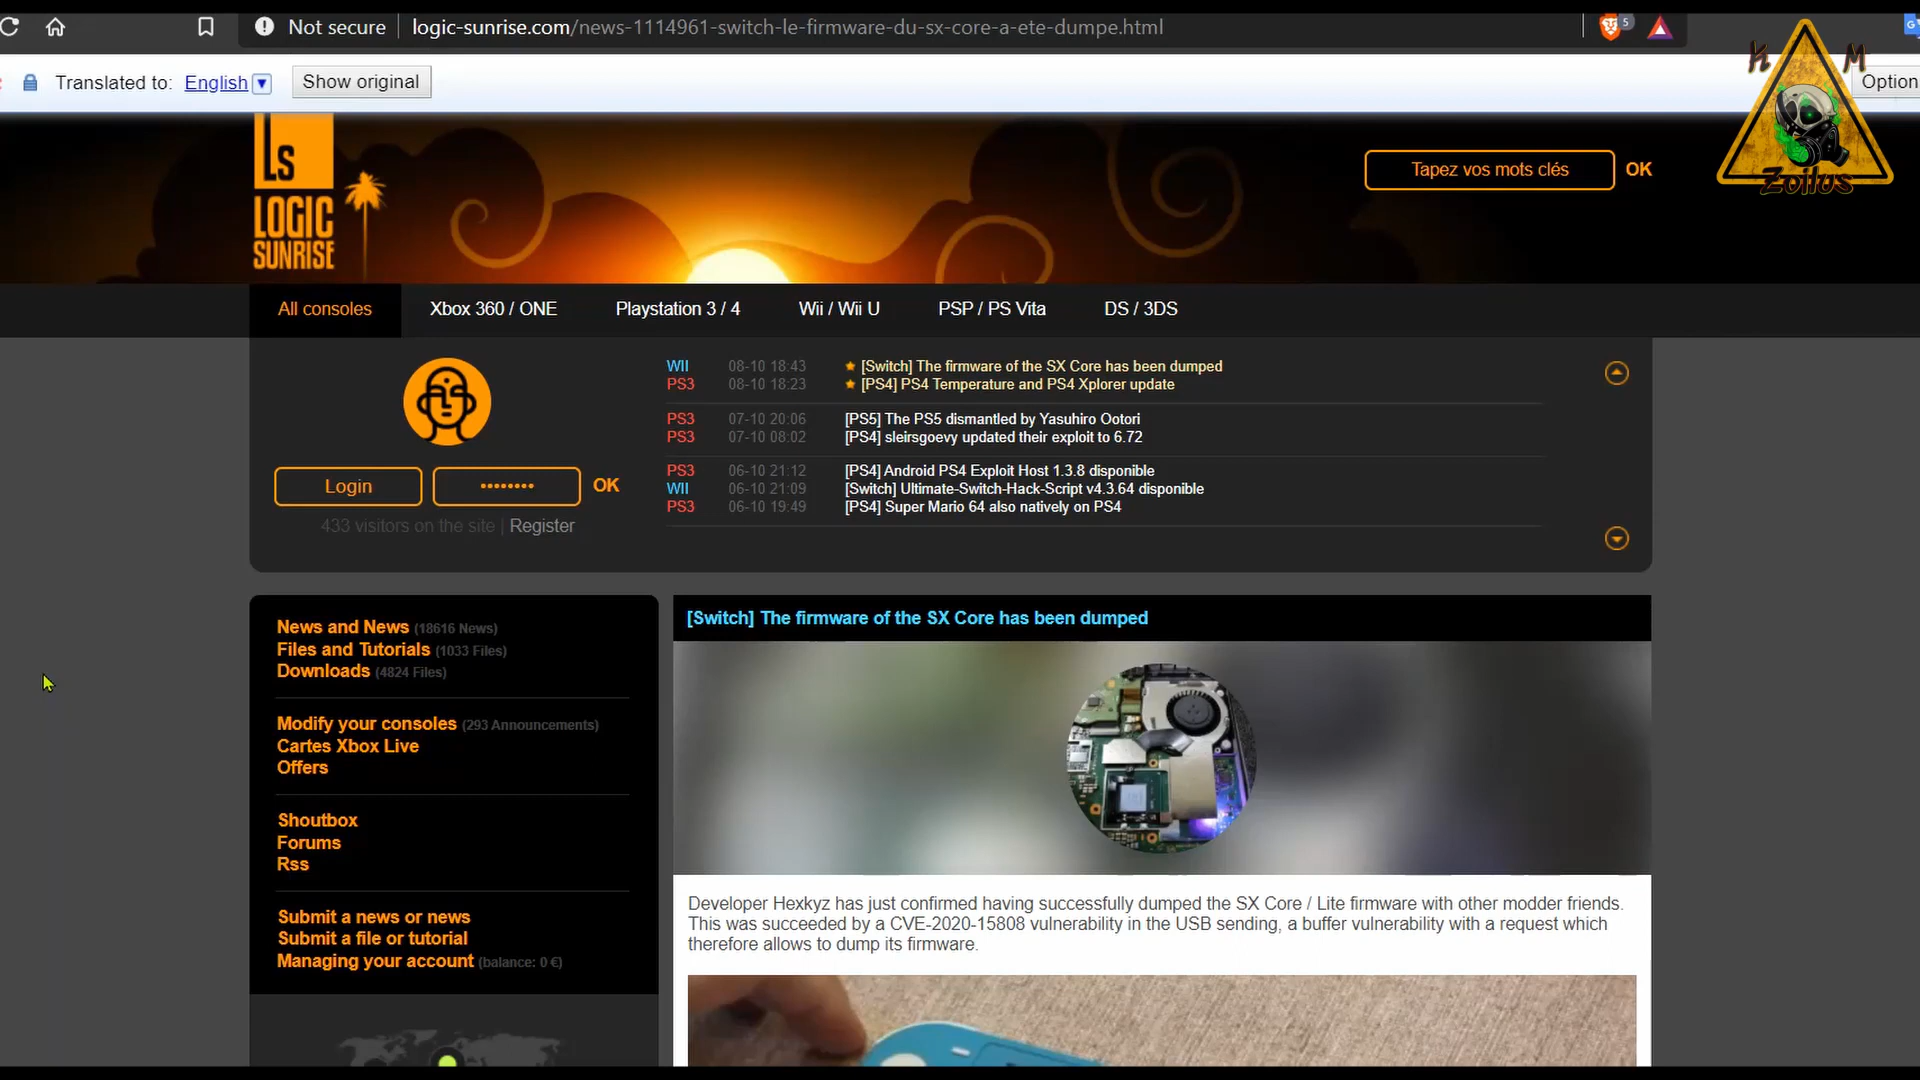 Not secure
logic-sunrise.com/news-1114961-switch-le-firmware-du-sx-core-a-ete-dumpe.html
5
Translated to: English
Show original
Option
K M
Zoilus
Ls
LOGIC
SUNRISE
Tapez vos mots clés
OK
All consoles
Xbox 360 / ONE
Playstation 3 / 4
Wii / Wii U
PSP / PS Vita
DS / 3DS
WII 08-10 18:43 [Switch] The firmware of the SX Core has been dumped
PS3 08-10 18:23 [PS4] PS4 Temperature and PS4 Xplorer update
PS3 07-10 20:06 [PS5] The PS5 dismantled by Yasuhiro Ootori
PS3 07-10 08:02 [PS4] sleirsgoevy updated their exploit to 6.72
PS3 06-10 21:12 [PS4] Android PS4 Exploit Host 1.3.8 disponible
WII 06-10 21:09 [Switch] Ultimate-Switch-Hack-Script v4.3.64 disponible
PS3 06-10 19:49 [PS4] Super Mario 64 also natively on PS4
Login
••••••••
OK
433 visitors on the site | Register
News and News (18616 News)
Files and Tutorials (1033 Files)
Downloads (4824 Files)
Modify your consoles (293 Announcements)
Cartes Xbox Live
Offers
Shoutbox
Forums
Rss
Submit a news or news
Submit a file or tutorial
Managing your account (balance: 0 €)
[Switch] The firmware of the SX Core has been dumped
Developer Hexkyz has just confirmed having successfully dumped the SX Core / Lite firmware with other modder friends.
This was succeeded by a CVE-2020-15808 vulnerability in the USB sending, a buffer vulnerability with a request which
therefore allows to dump its firmware.